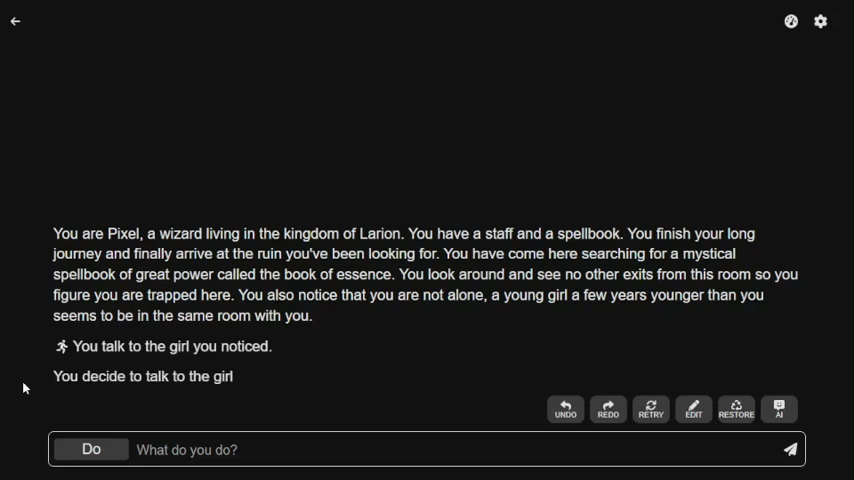 You are Pixel, a wizard living in the kingdom of Larion. You have a staff and a spellbook. You finish your long
journey and finally arrive at the ruin you've been looking for. You have come here searching for a mystical
spellbook of great power called the book of essence. You look around and see no other exits from this room so you
figure you are trapped here. You also notice that you are not alone, a young girl a few years younger than you
seems to be in the same room with you.
You talk to the girl you noticed.
You decide to talk to the girl
UNDO REDO RETRY EDIT RESTORE AI
Do What do you do?